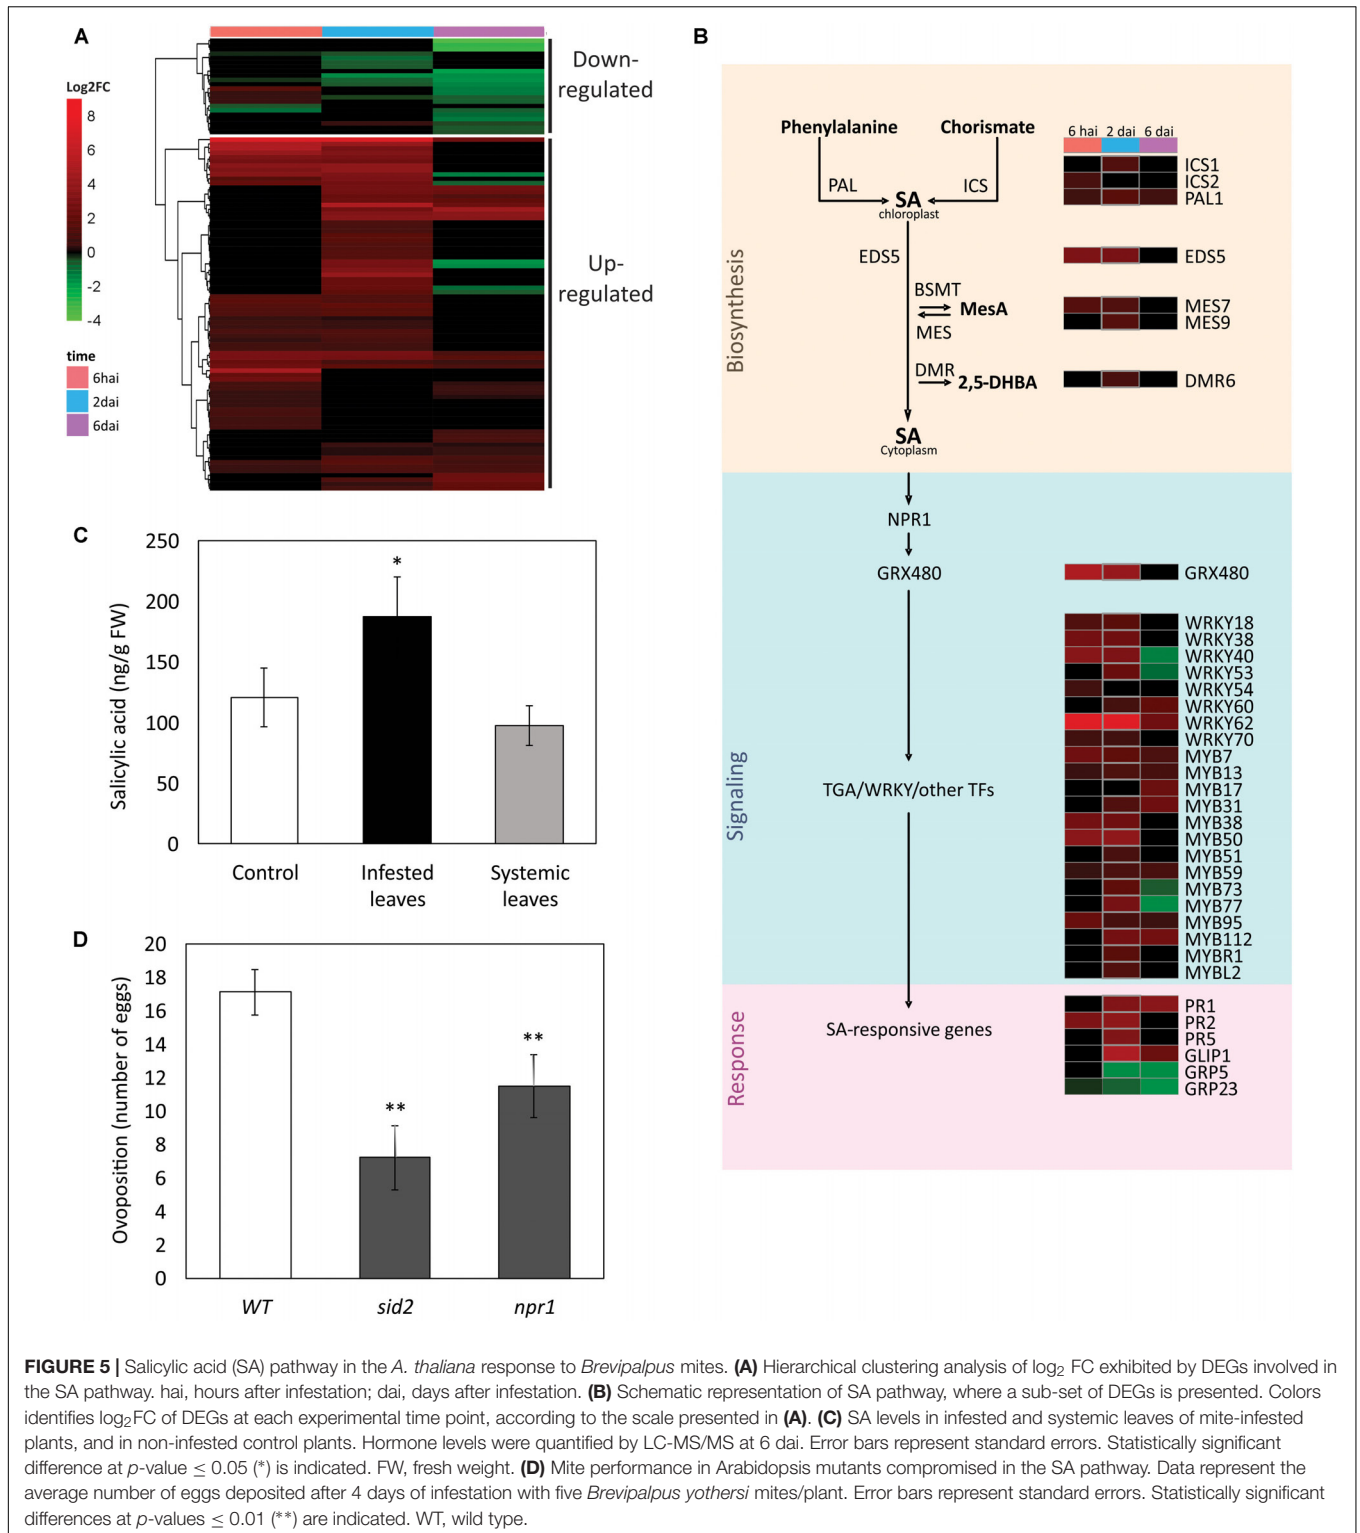 A
Log2FC
8
6
4
2
0
-2
-4
time
6hai
2dai
6dai
Down-
regulated
Up-
regulated
B
Biosynthesis
Phenylalanine
Chorismate
PAL
ICS
SA
chloroplast
EDS5
BSMT
MesA
MES
DMR
2,5-DHBA
SA
Cytoplasm
6 hai 2 dai 6 dai
ICS1
ICS2
PAL1
EDS5
MES7
MES9
DMR6
Signaling
NPR1
GRX480
TGA/WRKY/other TFs
GRX480
WRKY18
WRKY38
WRKY40
WRKY53
WRKY54
WRKY60
WRKY62
WRKY70
MYB7
MYB13
MYB17
MYB31
MYB38
MYB50
MYB51
MYB59
MYB73
MYB77
MYB95
MYB112
MYBR1
MYBL2
Response
SA-responsive genes
PR1
PR2
PR5
GLIP1
GRP5
GRP23
C
Salicylic acid (ng/g FW)
250
200
150
100
50
0
*
Control
Infested
leaves
Systemic
leaves
D
Ovoposition (number of eggs)
20
18
16
14
12
10
8
6
4
2
0
**
**
WT
sid2
npr1
FIGURE 5 | Salicylic acid (SA) pathway in the A. thaliana response to Brevipalpus mites. (A) Hierarchical clustering analysis of log2 FC exhibited by DEGs involved in
the SA pathway. hai, hours after infestation; dai, days after infestation. (B) Schematic representation of SA pathway, where a sub-set of DEGs is presented. Colors
identifies log2FC of DEGs at each experimental time point, according to the scale presented in (A). (C) SA levels in infested and systemic leaves of mite-infested
plants, and in non-infested control plants. Hormone levels were quantified by LC-MS/MS at 6 dai. Error bars represent standard errors. Statistically significant
difference at p-value ≤ 0.05 (*) is indicated. FW, fresh weight. (D) Mite performance in Arabidopsis mutants compromised in the SA pathway. Data represent the
average number of eggs deposited after 4 days of infestation with five Brevipalpus yothersi mites/plant. Error bars represent standard errors. Statistically significant
differences at p-values ≤ 0.01 (**) are indicated. WT, wild type.